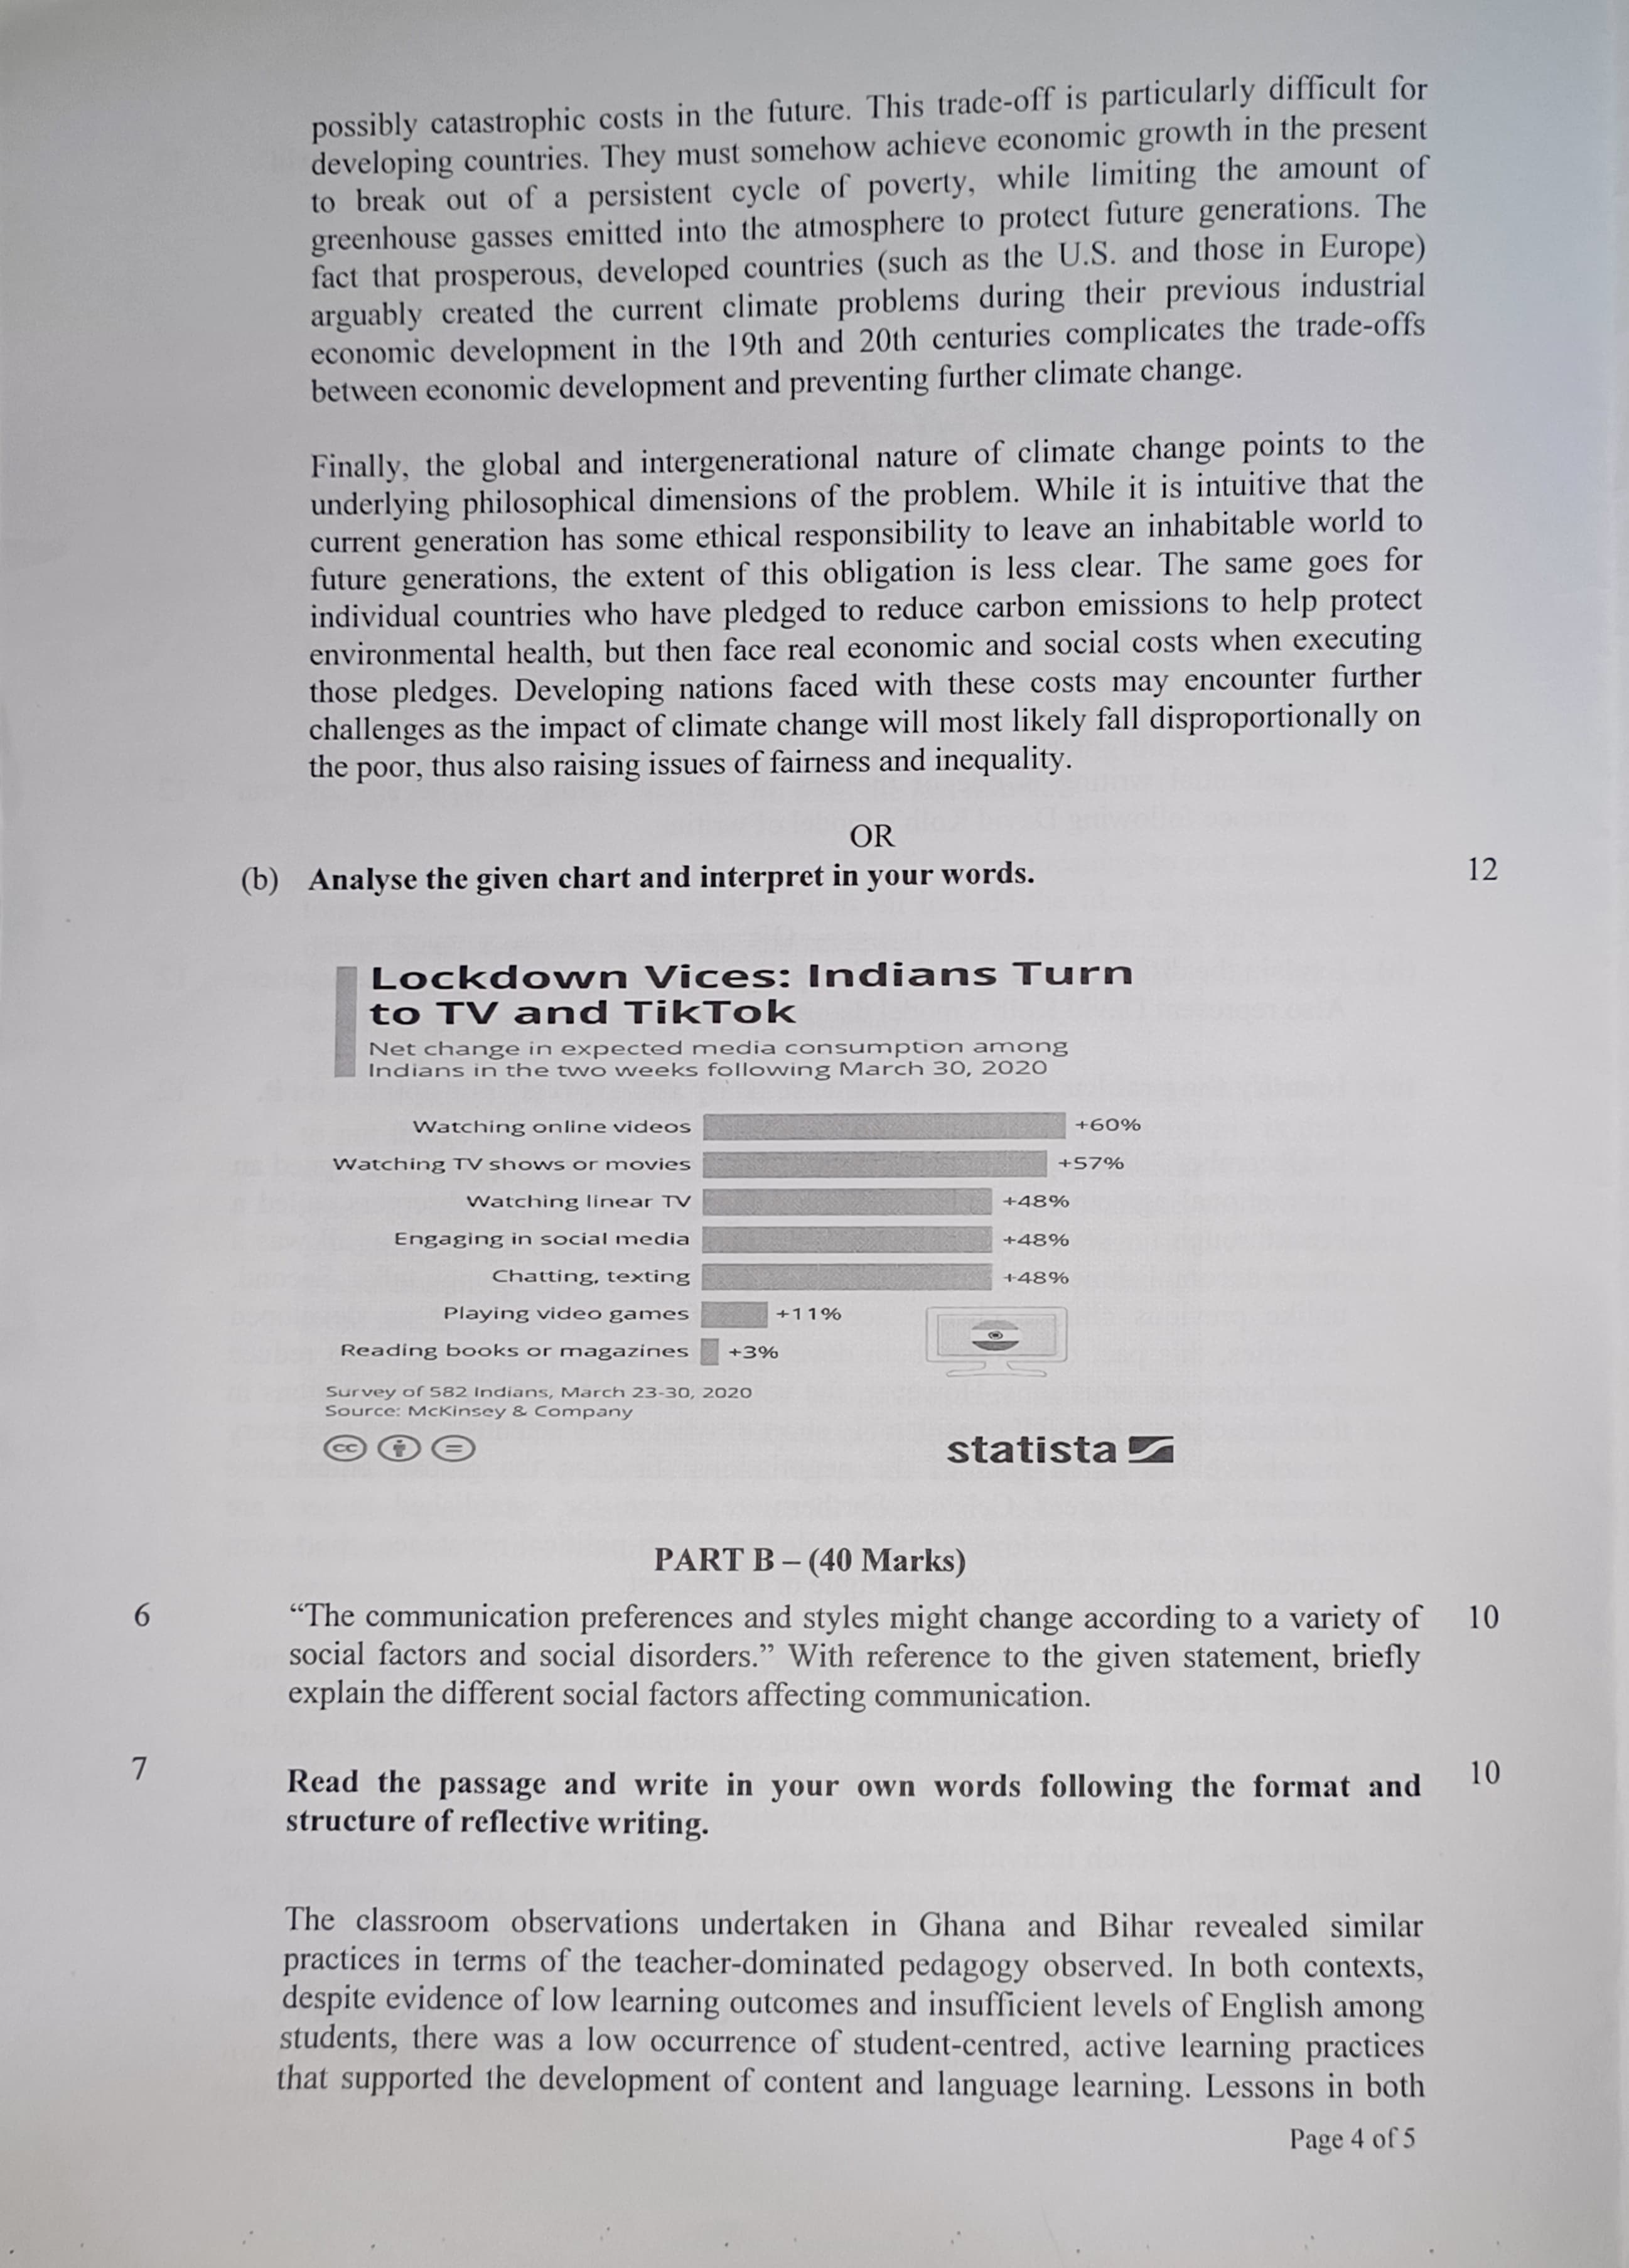 possibly catastrophic costs in the future. This trade-off is particularly difficult for
developing countries. They must somehow achieve economic growth in the present
to break out of a persistent cycle of poverty, while limiting the amount of
greenhouse gasses emitted into the atmosphere to protect future generations. The
fact that prosperous, developed countries (such as the U.S. and those in Europe)
arguably created the current climate problems during their previous industrial
economic development in the 19th and 20th centuries complicates the trade-offs
between economic development and preventing further climate change.
Finally, the global and intergenerational nature of climate change points to the
underlying philosophical dimensions of the problem. While it is intuitive that the
current generation has some ethical responsibility to leave an inhabitable world to
future generations, the extent of this obligation is less clear. The same goes for
individual countries who have pledged to reduce carbon emissions to help protect
environmental health, but then face real economic and social costs when executing
those pledges. Developing nations faced with these costs may encounter further
challenges as the impact of climate change will most likely fall disproportionally on
the poor, thus also raising issues of fairness and inequality.
OR
(b) Analyse the given chart and interpret in your words. 12
Lockdown Vices: Indians Turn
to TV and TikTok
Net change in expected media consumption among
Indians in the two weeks following March 30, 2020
Watching online videos +60%
Watching TV shows or movies +57%
Watching linear TV +48%
Engaging in social media +48%
Chatting, texting +48%
Playing video games +11%
Reading books or magazines +3%
Survey of 582 Indians, March 23-30, 2020
Source: McKinsey & Company
cc
statista
PART B – (40 Marks)
6 “The communication preferences and styles might change according to a variety of 10
social factors and social disorders.” With reference to the given statement, briefly
explain the different social factors affecting communication.
7 Read the passage and write in your own words following the format and 10
structure of reflective writing.
The classroom observations undertaken in Ghana and Bihar revealed similar
practices in terms of the teacher-dominated pedagogy observed. In both contexts,
despite evidence of low learning outcomes and insufficient levels of English among
students, there was a low occurrence of student-centred, active learning practices
that supported the development of content and language learning. Lessons in both
Page 4 of 5